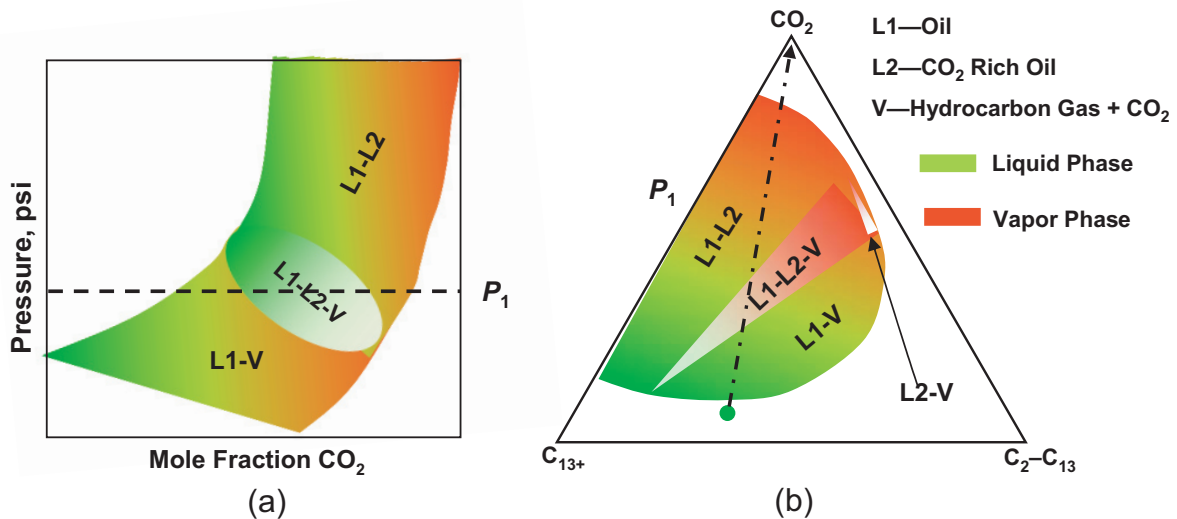 Pressure, psi
L1-L2
L1-L2-V
L1-V
P₁
Mole Fraction CO₂
(a)
CO₂
P₁
L1-L2
L1-L2-V
L1-V
L2-V
C₁₃₊
C₂–C₁₃
(b)
L1—Oil
L2—CO₂ Rich Oil
V—Hydrocarbon Gas + CO₂
Liquid Phase
Vapor Phase